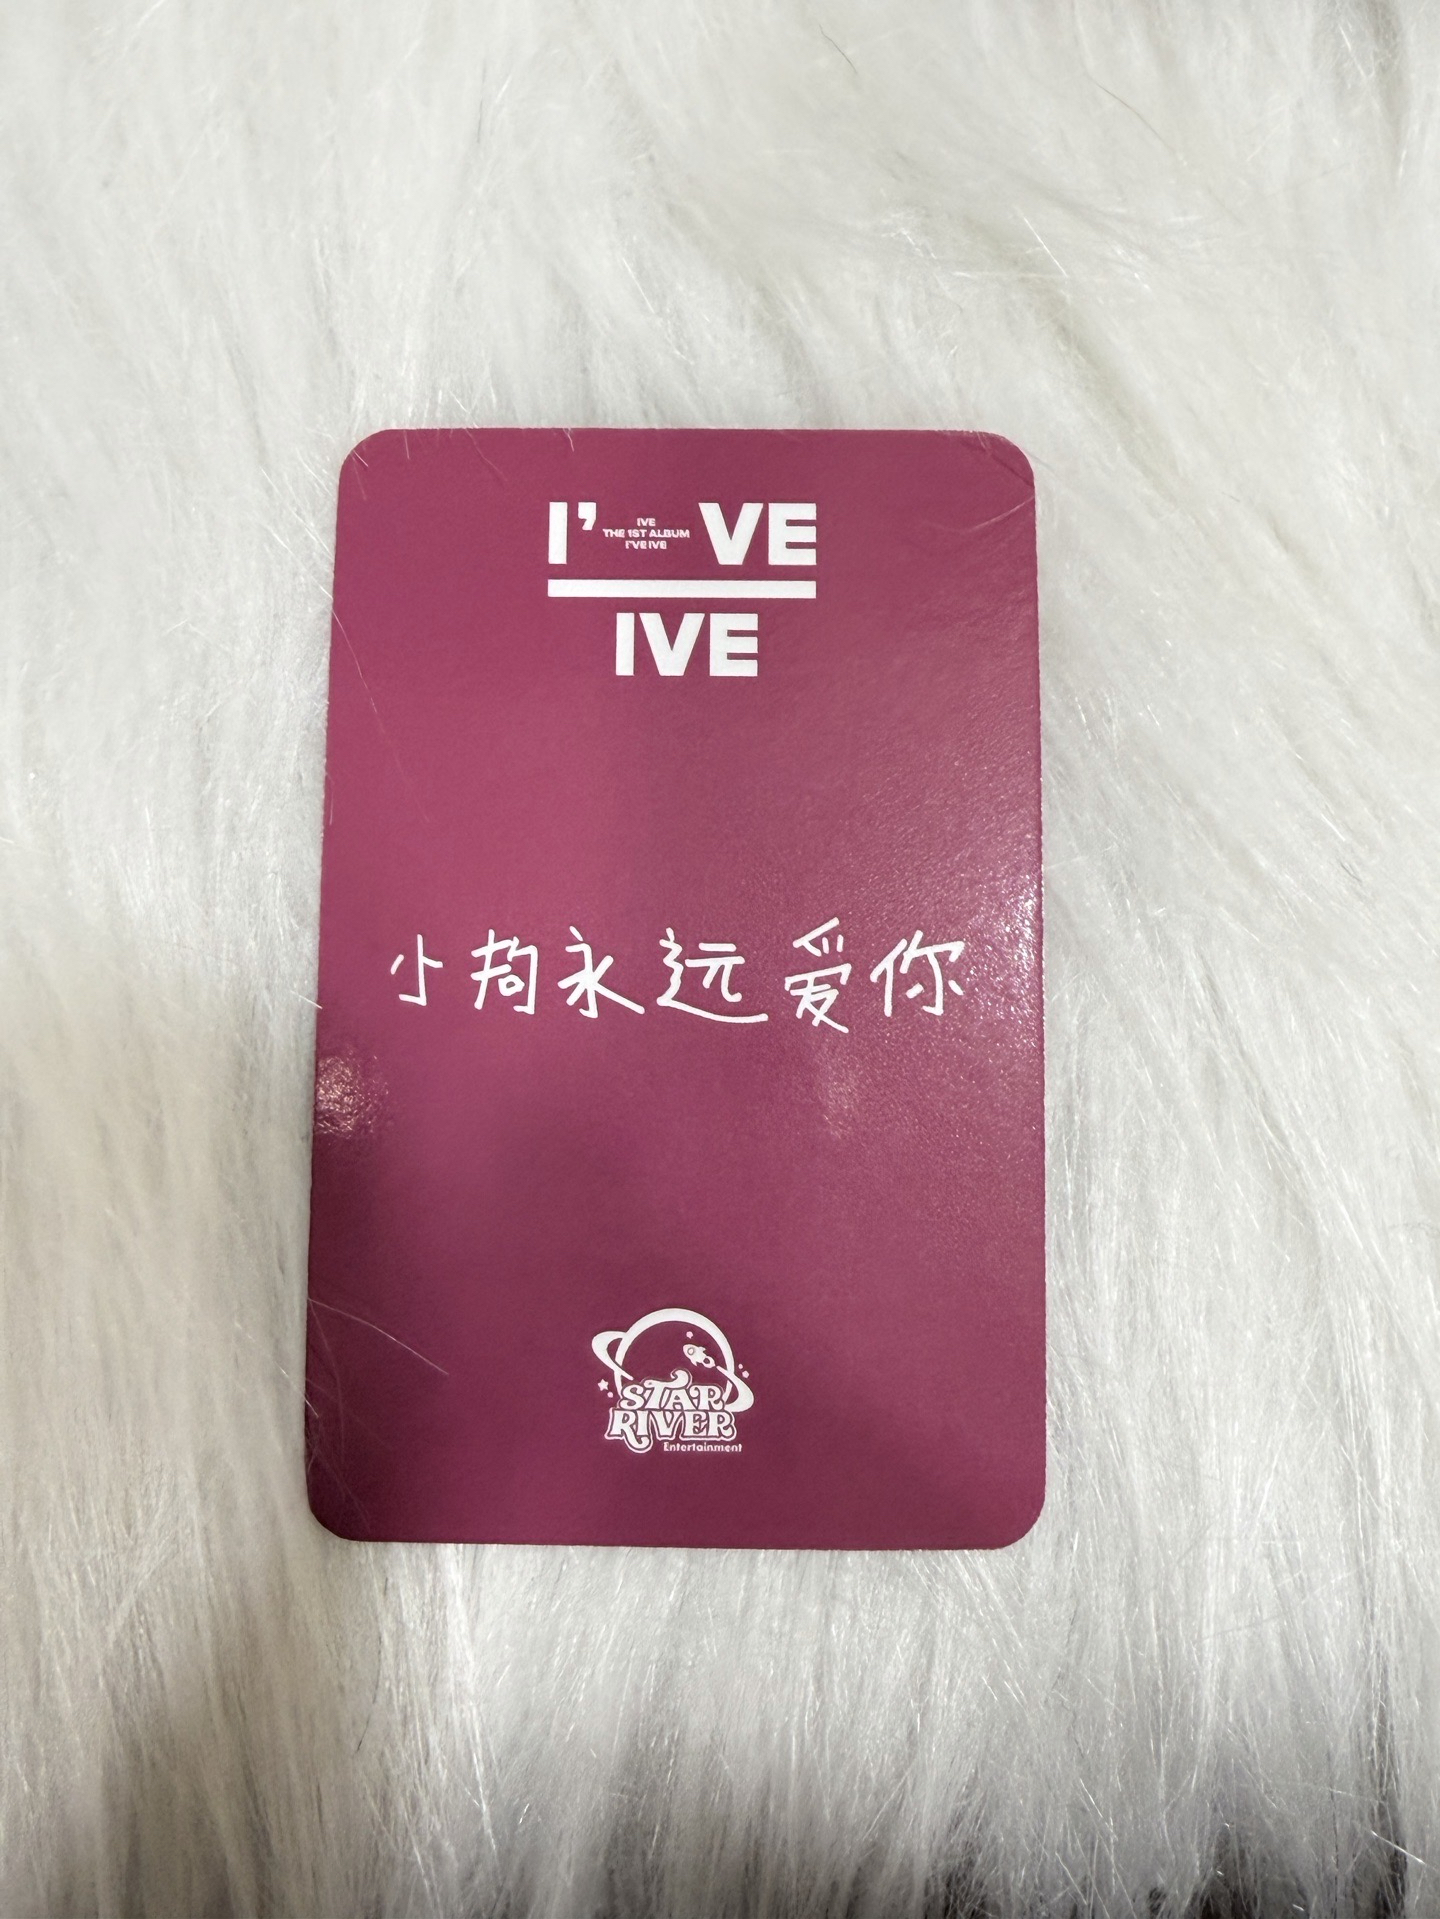 I'VE
IVE
THE 1ST ALBUM
I'VE IVE
IVE
小狗永远爱你
STAR
RIVER
Entertainment